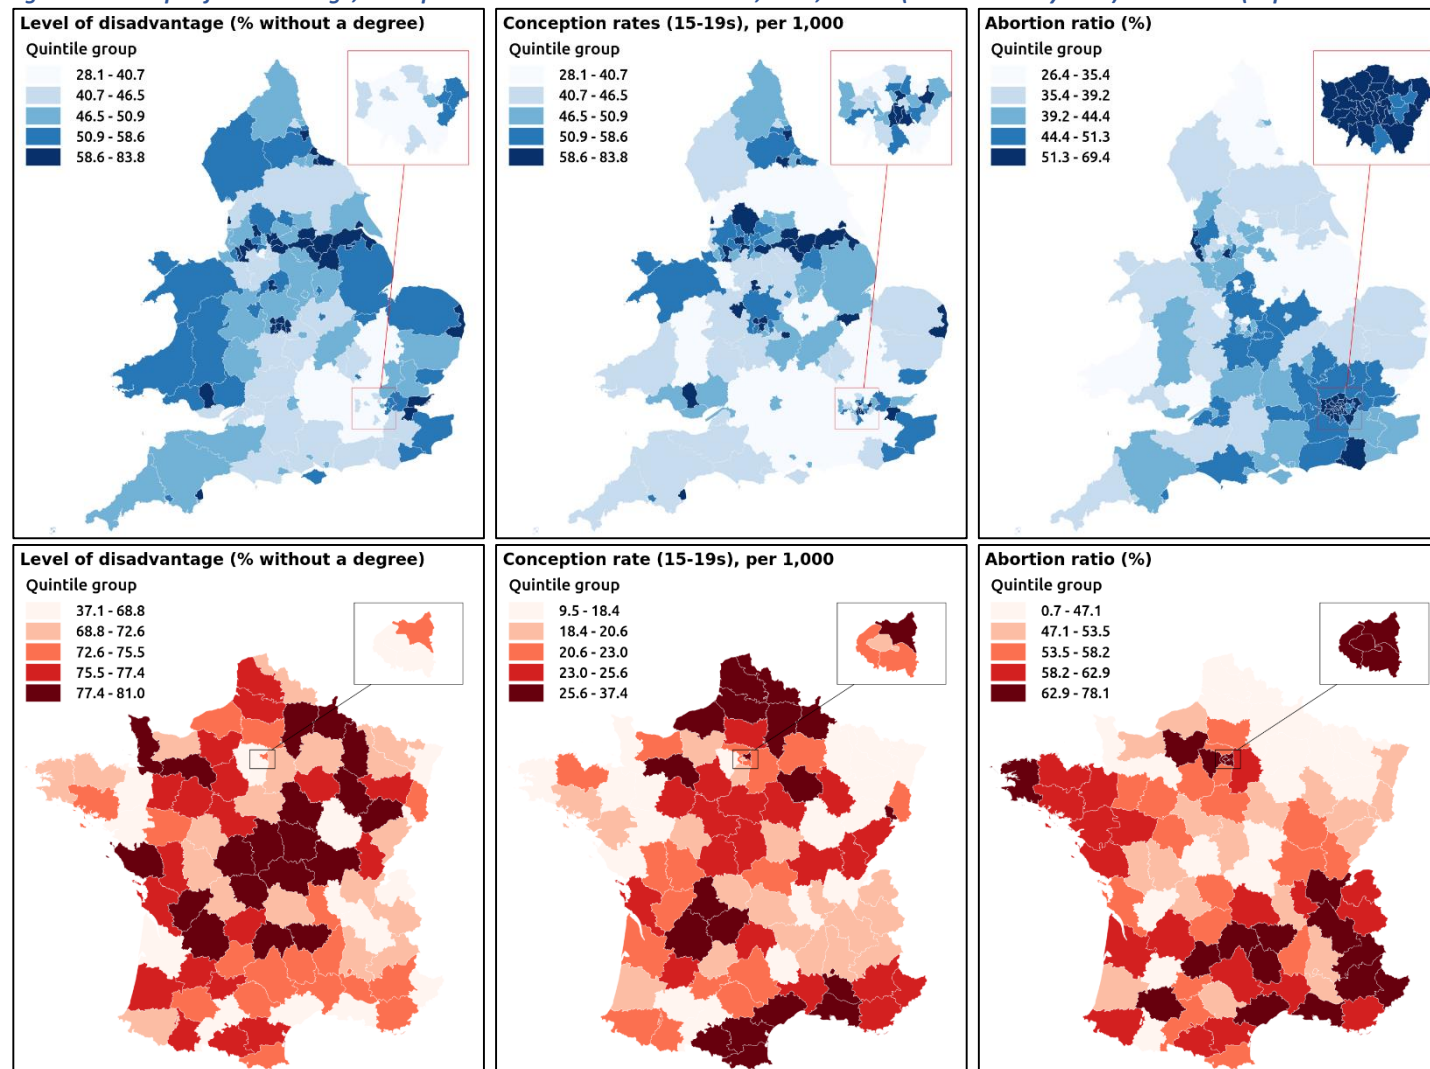 Level of disadvantage (% without a degree)
Quintile group
28.1 - 40.7
40.7 - 46.5
46.5 - 50.9
50.9 - 58.6
58.6 - 83.8
Conception rates (15-19s), per 1,000
Quintile group
28.1 - 40.7
40.7 - 46.5
46.5 - 50.9
50.9 - 58.6
58.6 - 83.8
Abortion ratio (%)
Quintile group
26.4 - 35.4
35.4 - 39.2
39.2 - 44.4
44.4 - 51.3
51.3 - 69.4
Level of disadvantage (% without a degree)
Quintile group
37.1 - 68.8
68.8 - 72.6
72.6 - 75.5
75.5 - 77.4
77.4 - 81.0
Conception rate (15-19s), per 1,000
Quintile group
9.5 - 18.4
18.4 - 20.6
20.6 - 23.0
23.0 - 25.6
25.6 - 37.4
Abortion ratio (%)
Quintile group
0.7 - 47.1
47.1 - 53.5
53.5 - 58.2
58.2 - 62.9
62.9 - 78.1